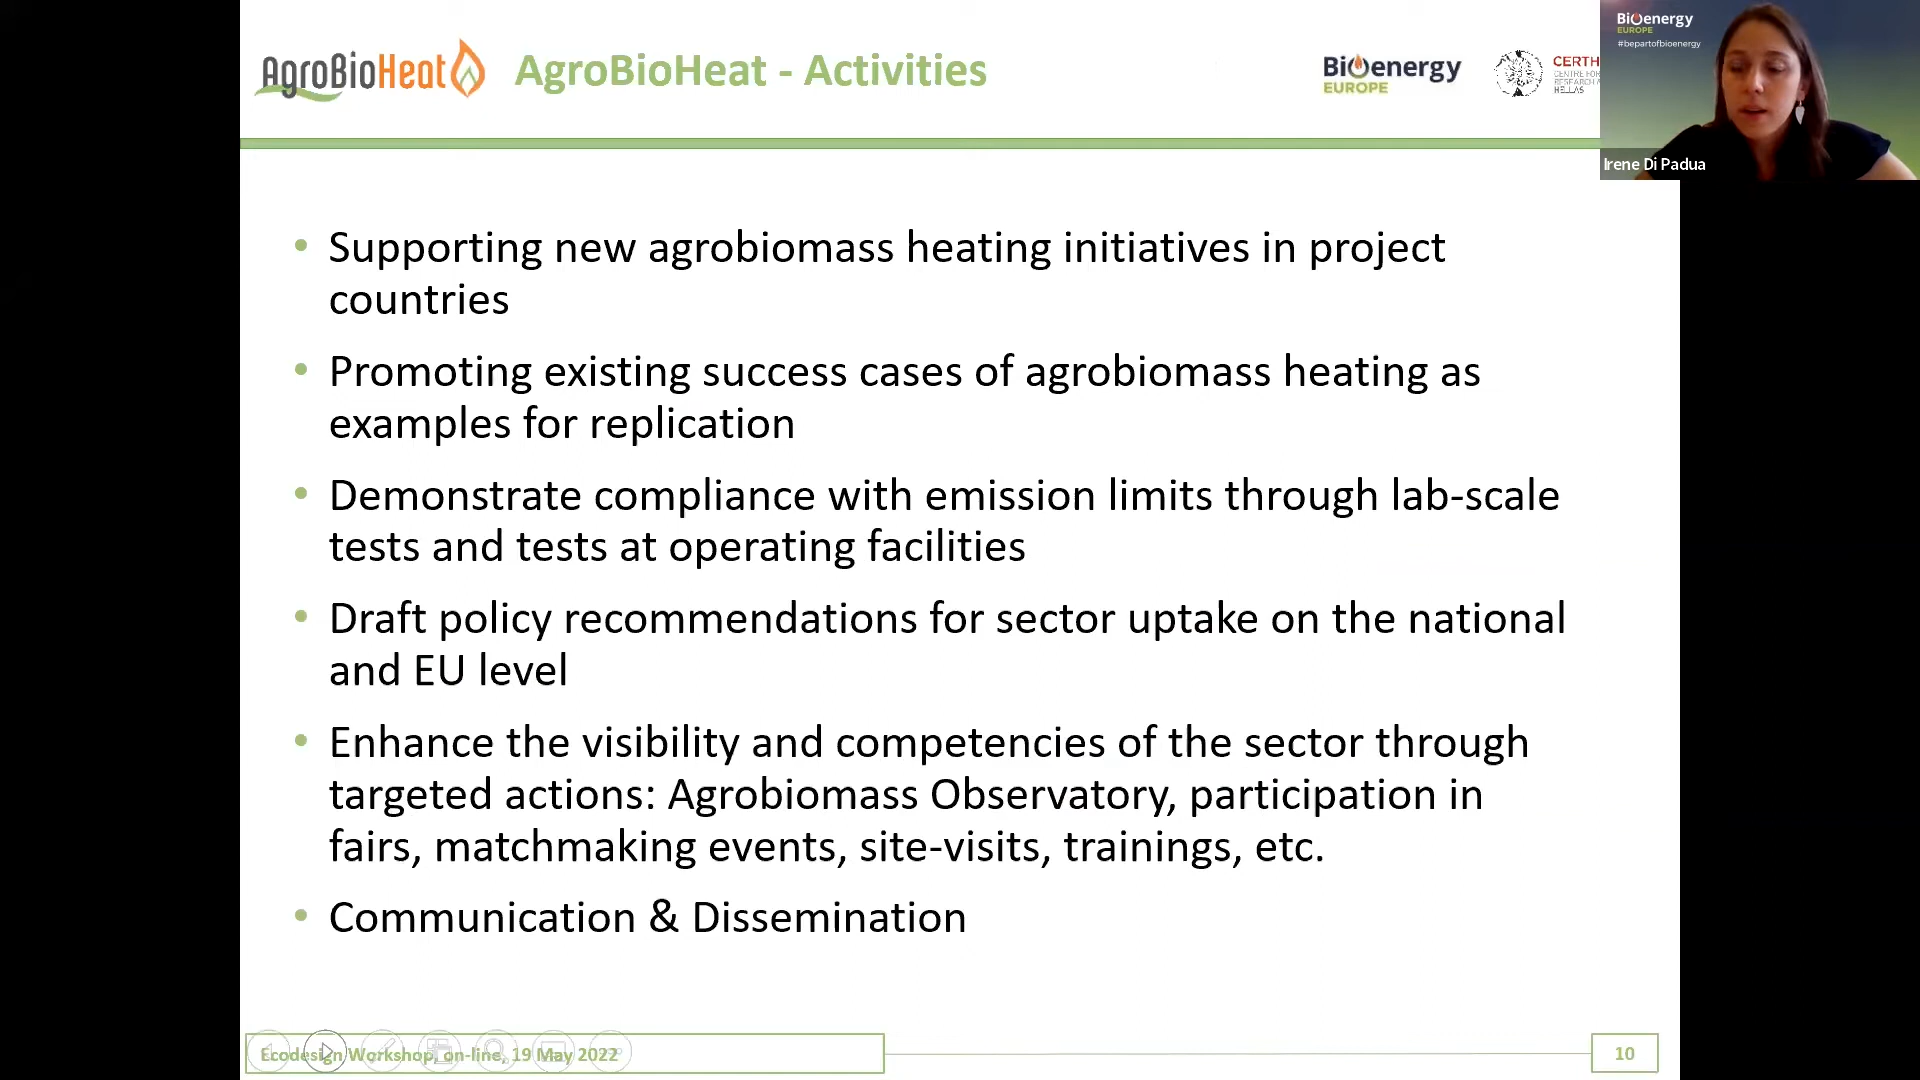 AgroBioHeat
AgroBioHeat - Activities
Bioenergy
EUROPE
CERTH
CENTRE FOR
RESEARCH &
HELLAS
Bioenergy
EUROPE
#bepartofbioenergy
Irene Di Padua
• Supporting new agrobiomass heating initiatives in project
countries
• Promoting existing success cases of agrobiomass heating as
examples for replication
• Demonstrate compliance with emission limits through lab-scale
tests and tests at operating facilities
• Draft policy recommendations for sector uptake on the national
and EU level
• Enhance the visibility and competencies of the sector through
targeted actions: Agrobiomass Observatory, participation in
fairs, matchmaking events, site-visits, trainings, etc.
• Communication & Dissemination
Ecodesign Workshop, on-line, 19 May 2022
10